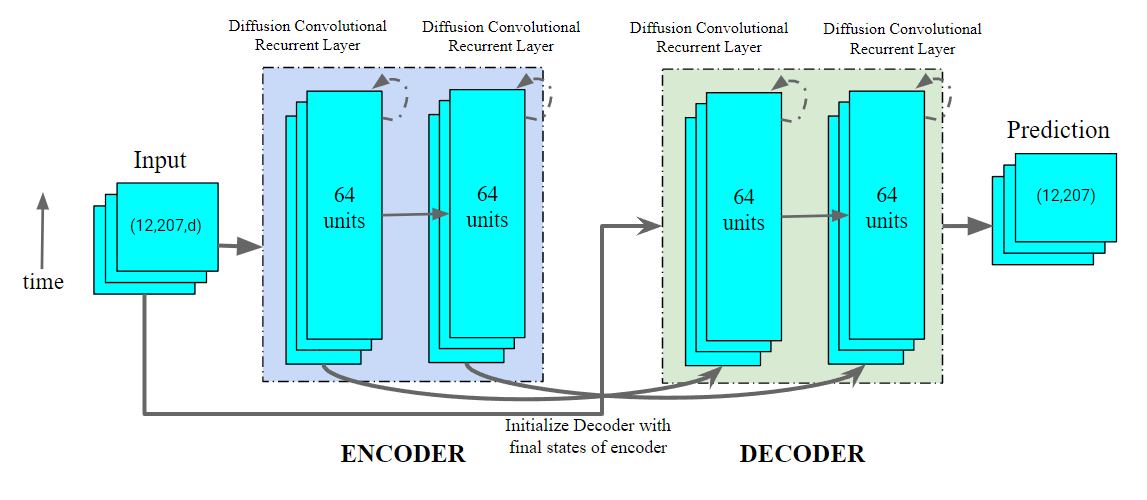 Diffusion Convolutional
Recurrent Layer
Diffusion Convolutional
Recurrent Layer
Diffusion Convolutional
Recurrent Layer
Diffusion Convolutional
Recurrent Layer
Input
(12,207,d)
time
64
units
64
units
64
units
64
units
Prediction
(12,207)
Initialize Decoder with
final states of encoder
ENCODER
DECODER